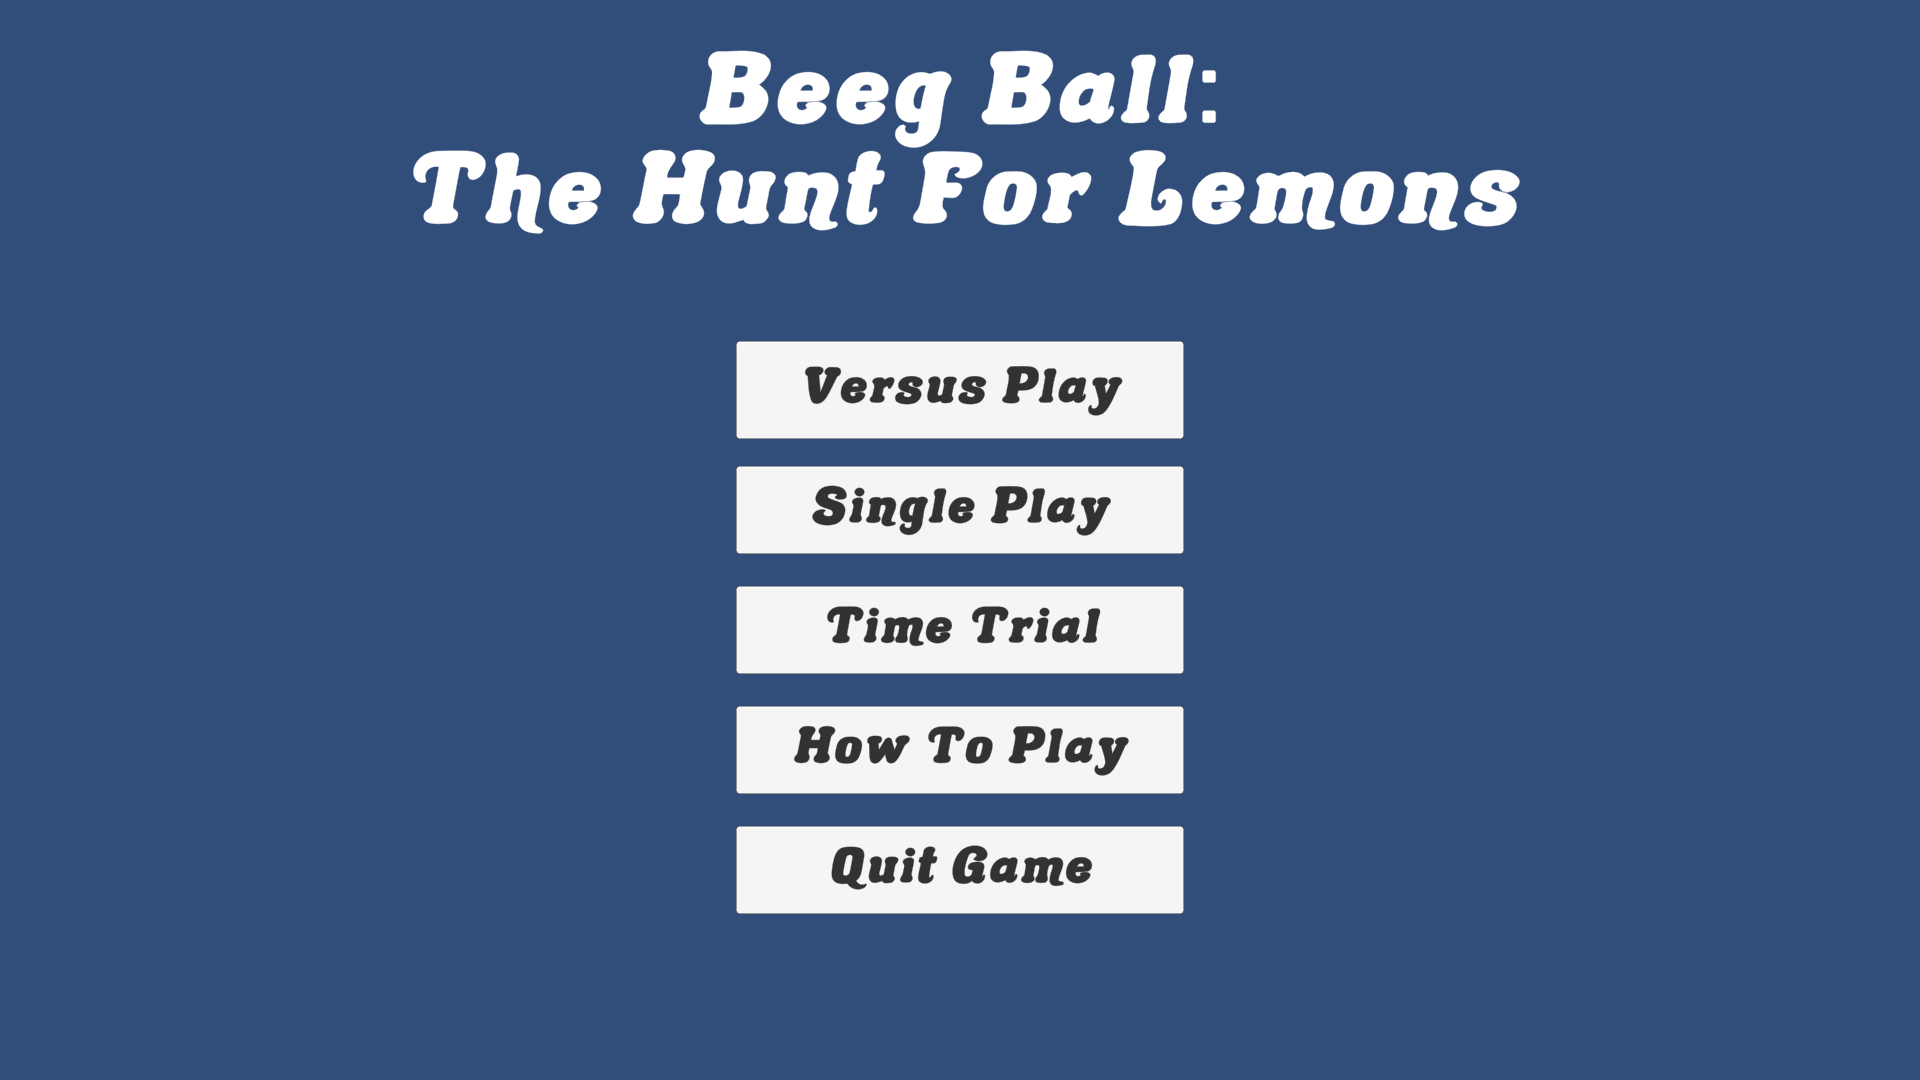 Beeg Ball:
The Hunt For Lemons
Versus Play
Single Play
Time Trial
How To Play
Quit Game